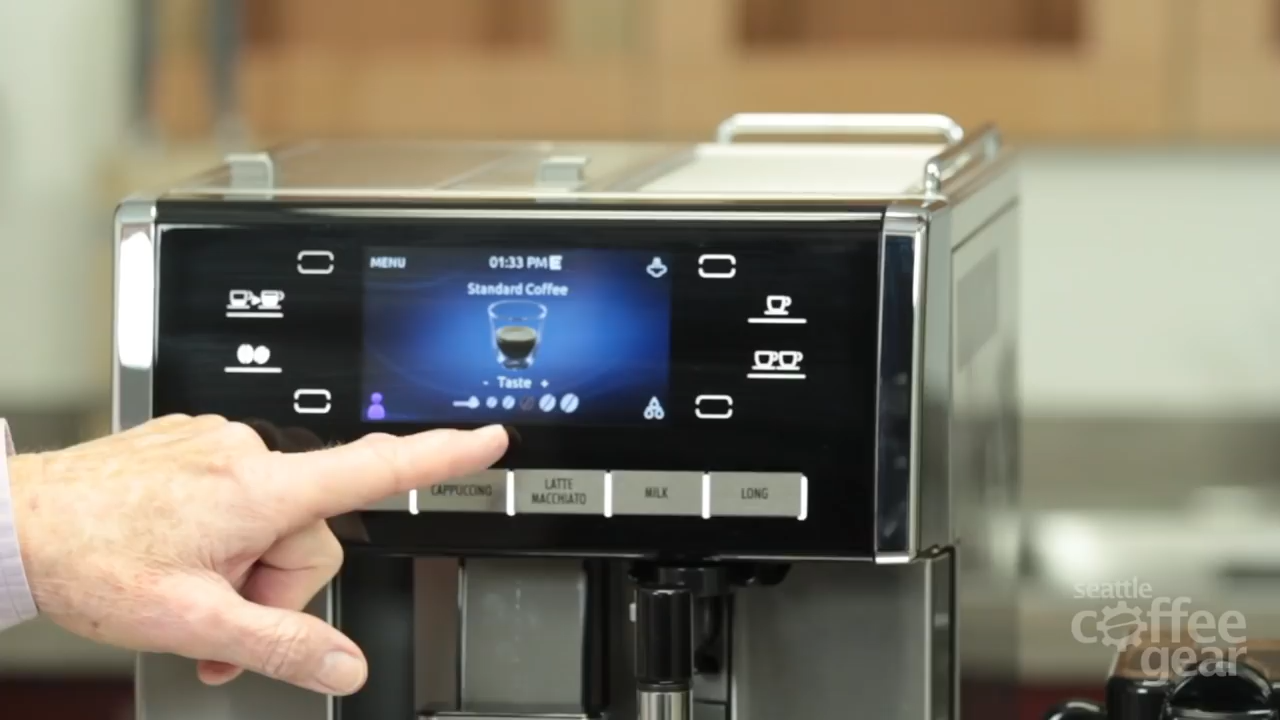 MENU
01:33 PM
Standard Coffee
- Taste +
CAPPUCCINO
LATTE
MACCHIATO
MILK
LONG
seattle
coffee
gear